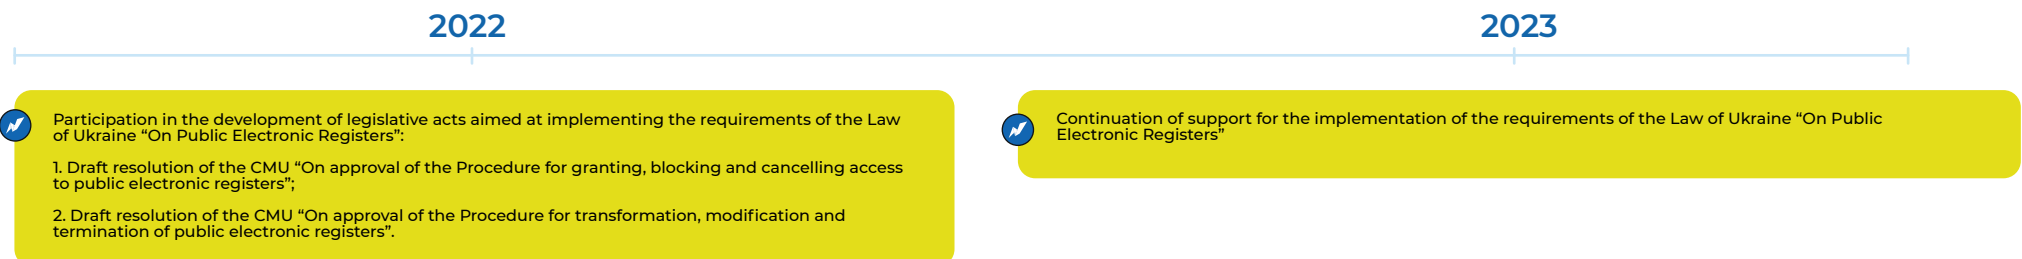 2022
2023
Participation in the development of legislative acts aimed at implementing the requirements of the Law
of Ukraine “On Public Electronic Registers”:
1. Draft resolution of the CMU “On approval of the Procedure for granting, blocking and cancelling access
to public electronic registers”;
2. Draft resolution of the CMU “On approval of the Procedure for transformation, modification and
termination of public electronic registers”.
Continuation of support for the implementation of the requirements of the Law of Ukraine “On Public
Electronic Registers”